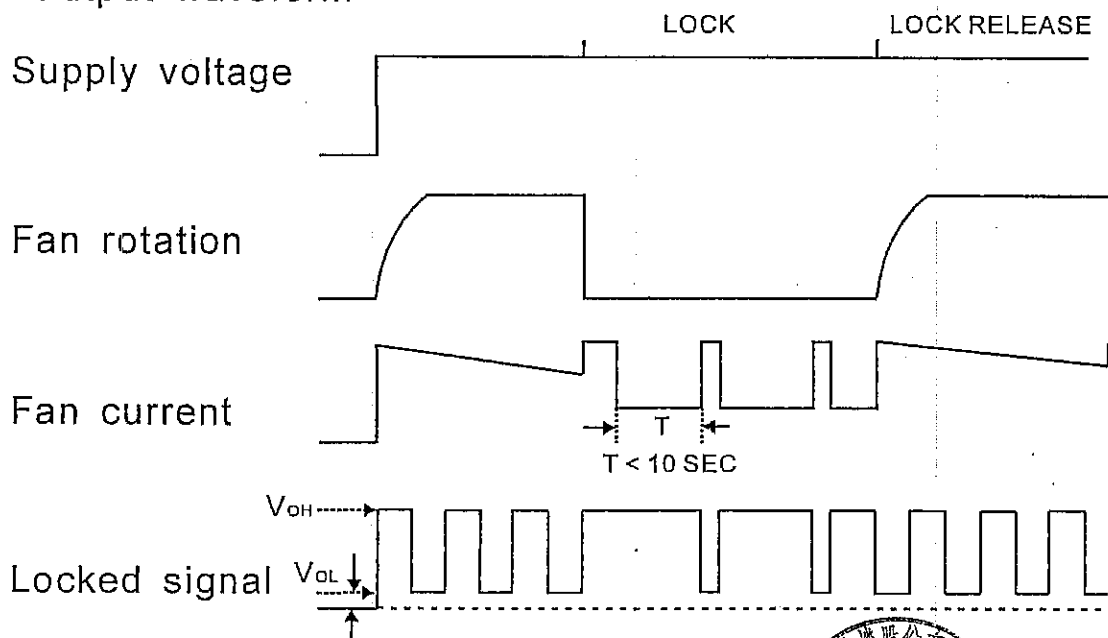 LOCK LOCK RELEASE
Supply voltage
Fan rotation
Fan current
T
T < 10 SEC
VOH
Locked signal VOL